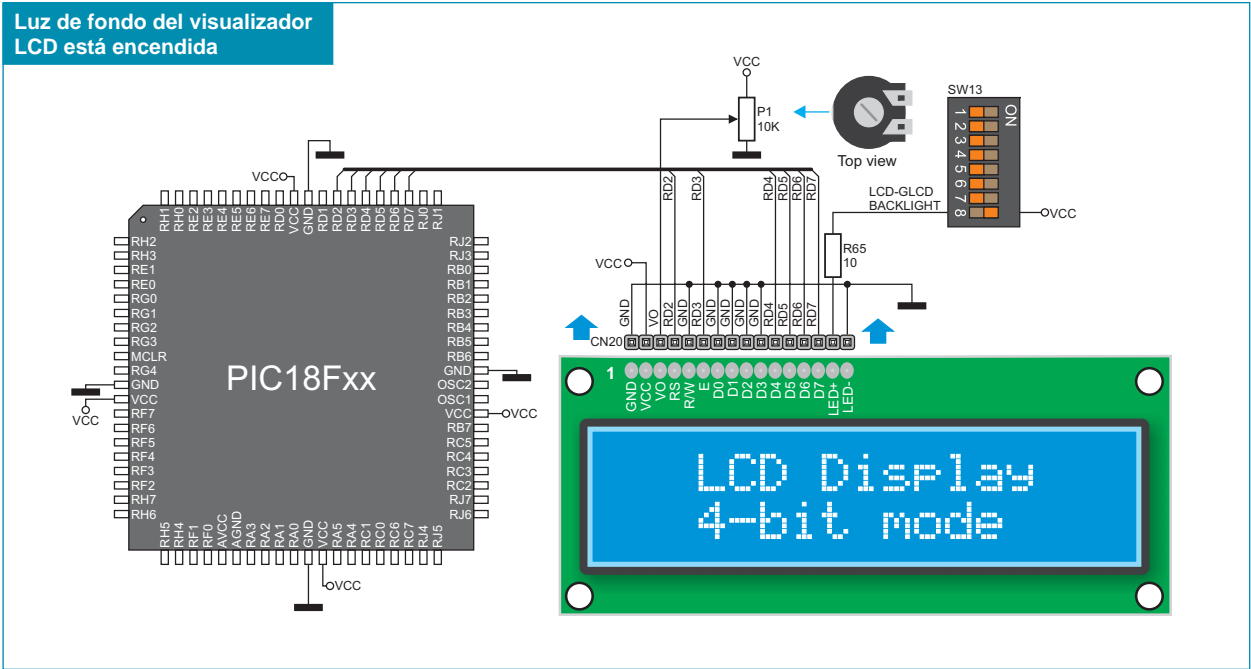 Luz de fondo del visualizador
LCD está encendida
VCC
P1
10K
Top view
SW13
ON
1
2
3
4
5
6
7
8
LCD-GLCD
BACKLIGHT
VCC
R65
10
VCC
RH1
RH0
RE2
RE3
RE4
RE5
RE6
RE7
RD0
VCC
GND
RD1
RD2
RD3
RD4
RD5
RD6
RD7
RJ0
RJ1
RH2
RH3
RE1
RE0
RG0
RG1
RG2
RG3
MCLR
RG4
GND
VCC
RF7
RF6
RF5
RF4
RF3
RF2
RH7
RH6
VCC
PIC18Fxx
RJ2
RJ3
RB0
RB1
RB2
RB3
RB4
RB5
RB6
GND
OSC2
OSC1
VCC
RB7
RC5
RC4
RC3
RC2
RJ7
RJ6
VCC
RH5
RH4
RF1
RF0
AVCC
AGND
RA3
RA2
RA1
RA0
GND
VCC
RA5
RA4
RC1
RC0
RC6
RC7
RJ4
RJ5
VCC
RD2
RD3
RD4
RD5
RD6
RD7
VCC
GND
VO
RD2
GND
RD3
GND
GND
GND
GND
RD4
RD5
RD6
RD7
CN20
1
GND
VCC
VO
RS
R/W
E
D0
D1
D2
D3
D4
D5
D6
D7
LED+
LED-
LCD Display
4-bit mode